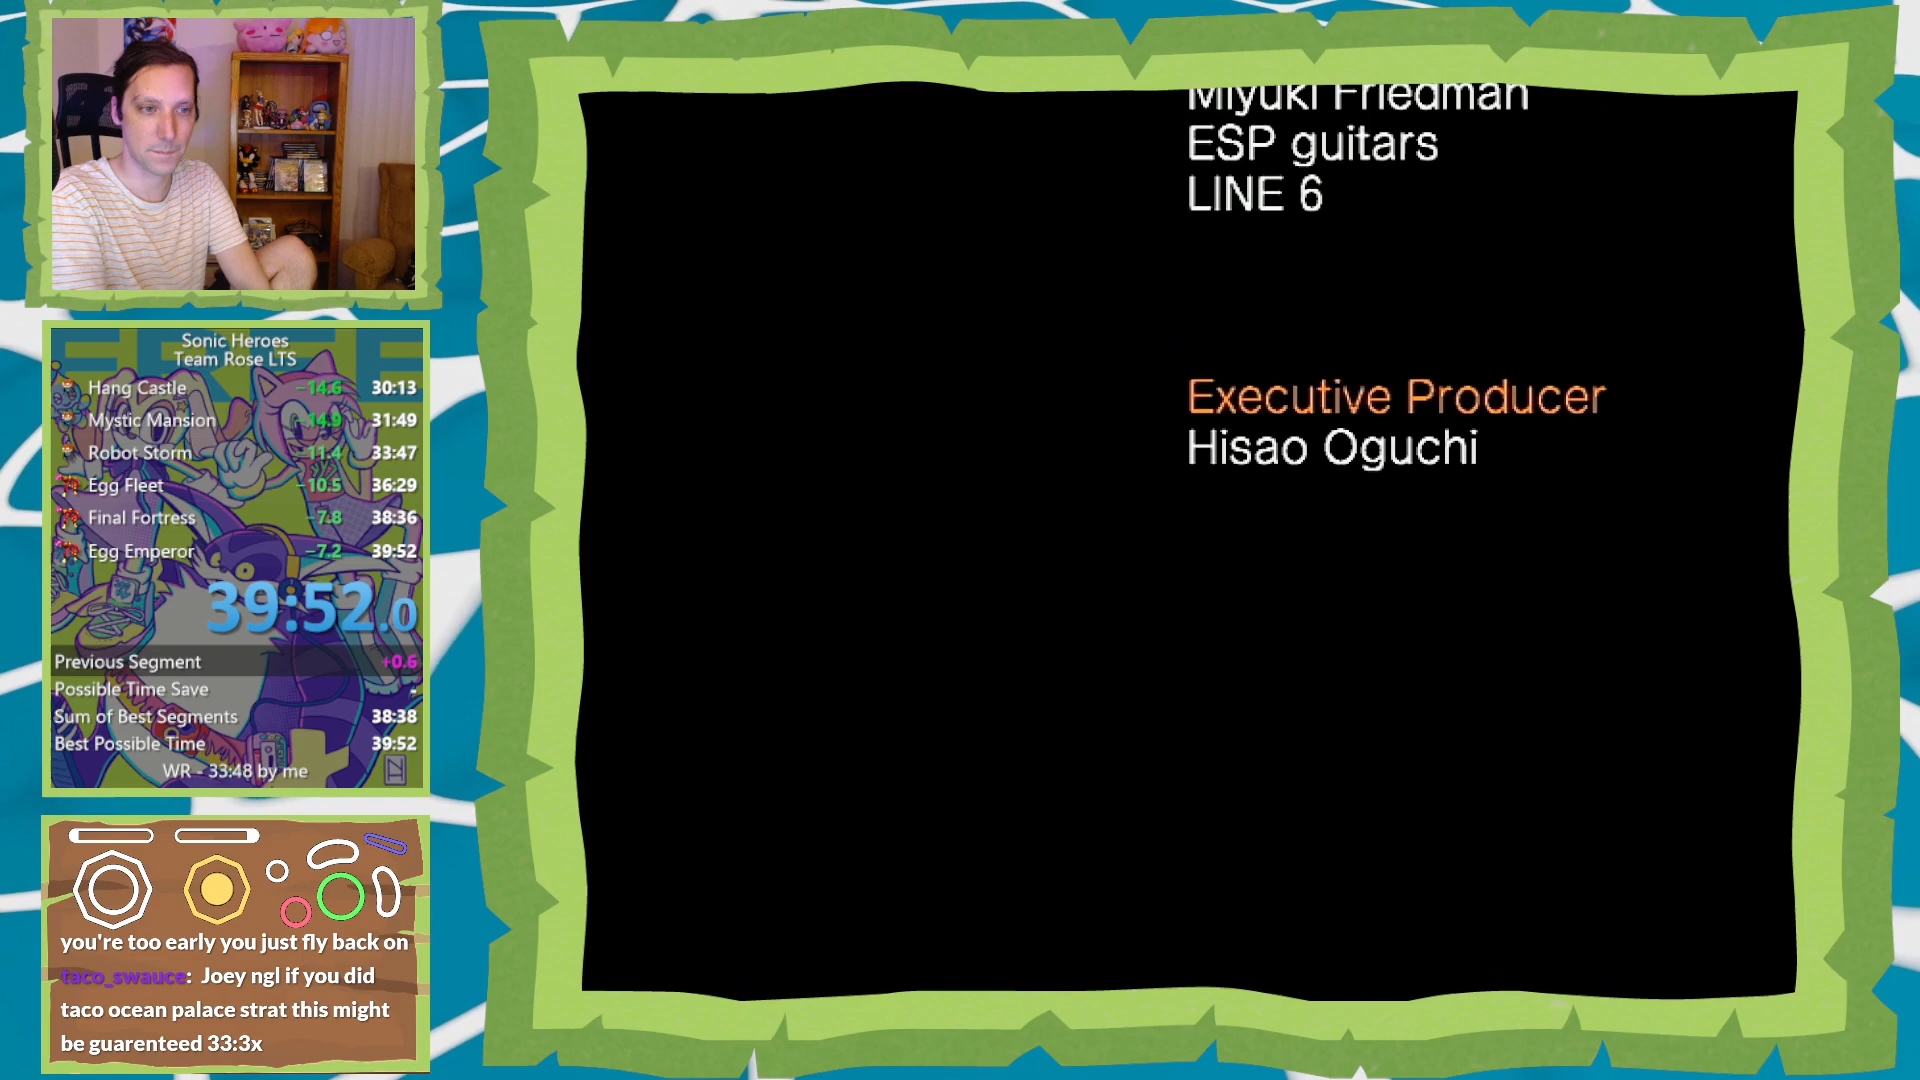 Miyuki Friedman
ESP guitars
LINE 6
Executive Producer
Hisao Oguchi
Sonic Heroes
Team Rose LTS
Hang Castle -14.6 30:13
Mystic Mansion -14.9 31:49
Robot Storm -11.4 33:47
Egg Fleet -10.5 36:29
Final Fortress -7.8 38:36
Egg Emperor -7.2 39:52
39:52.0
Previous Segment +0.6
Possible Time Save -
Sum of Best Segments 38:38
Best Possible Time 39:52
WR - 33:48 by me
you're too early you just fly back on
taco_swauce: Joey ngl if you did
taco ocean palace strat this might
be guarenteed 33:3x